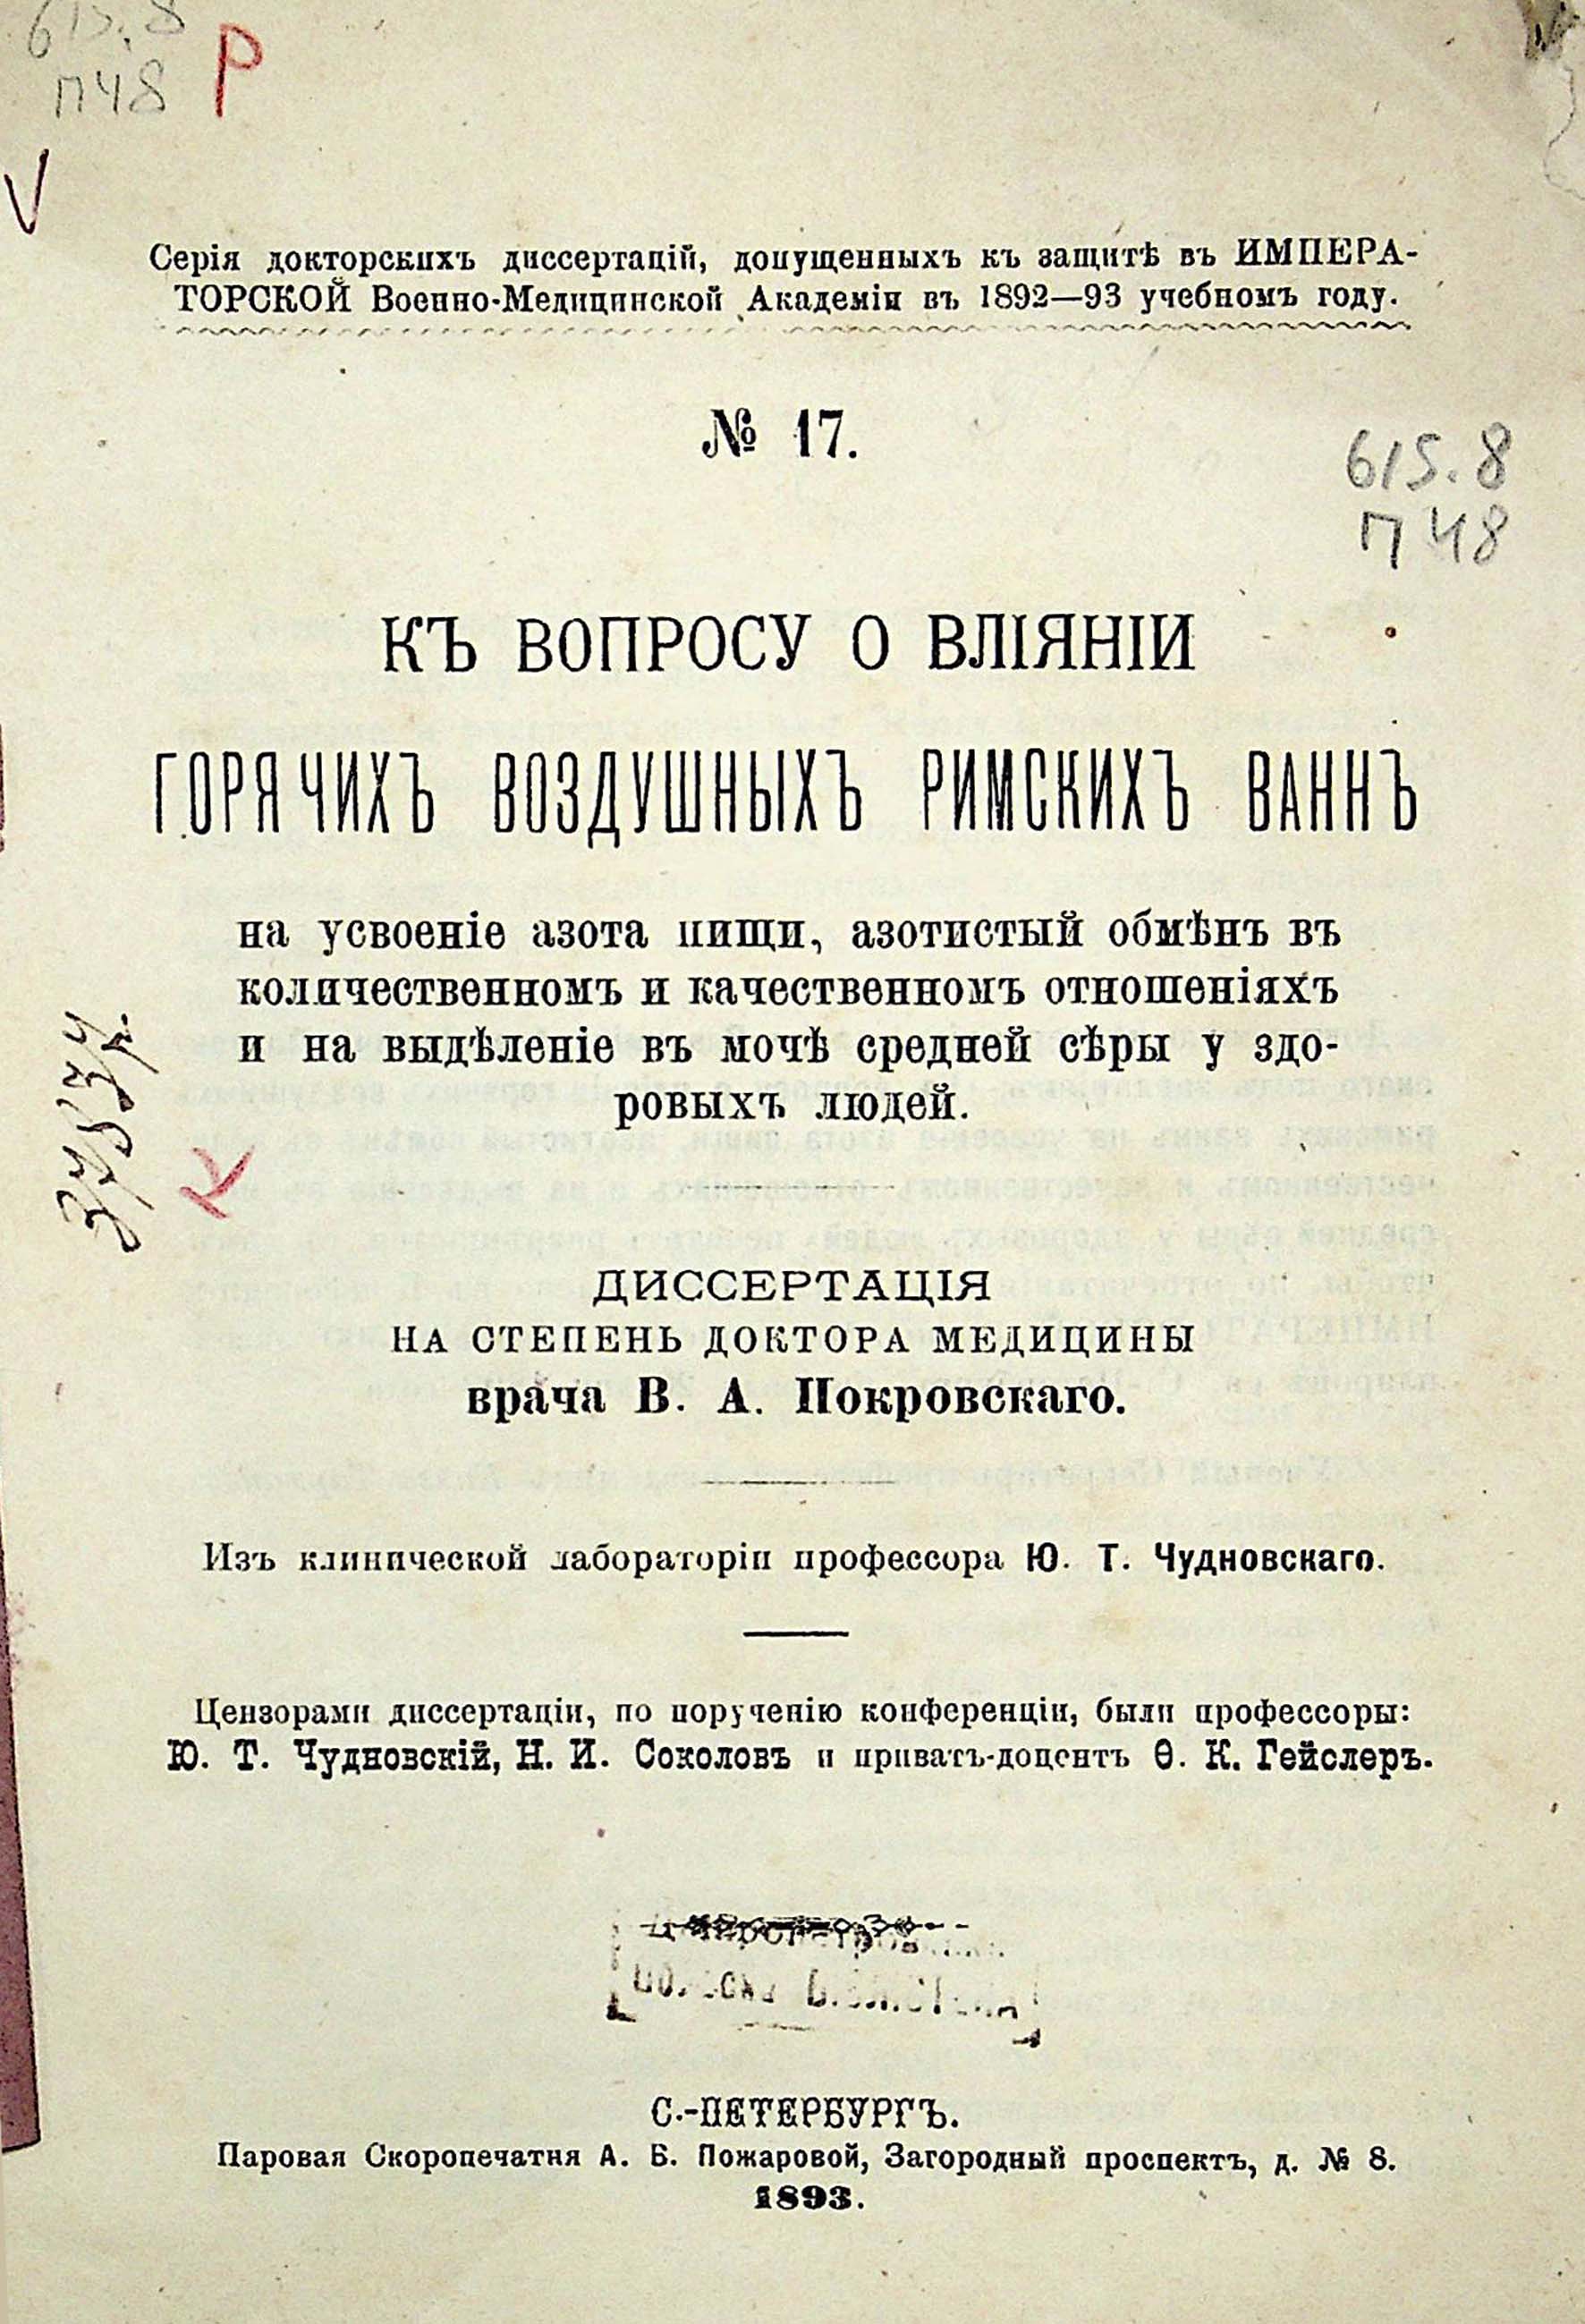 615.8
П48 Р
V
Серія докторскихъ диссертацій, допущенныхъ къ защитѣ въ ИМПЕРА-
ТОРСКОЙ Военно-Медицинской Академіи въ 1892—93 учебномъ году.
№ 17.
615.8
П48
КЪ ВОПРОСУ О ВЛІЯНІИ
ГОРЯЧИХЪ ВОЗДУШНЫХЪ РИМСКИХЪ ВАННЪ
на усвоеніе азота пищи, азотистый обмѣнъ въ
количественномъ и качественномъ отношеніяхъ
и на выдѣленіе въ мочѣ средней сѣры у здо-
ровыхъ людей.
ДИССЕРТАЦІЯ
НА СТЕПЕНЬ ДОКТОРА МЕДИЦИНЫ
врача В. А. Покровскаго.
Изъ клинической лабораторіи профессора Ю. Т. Чудновскаго.
Цензорами диссертаціи, по порученію конференціи, были профессоры:
Ю. Т. Чудновскій, Н. И. Соколовъ и приватъ-доцентъ Ѳ. К. Гейслеръ.
С.-ПЕТЕРБУРГЪ.
Паровая Скоропечатня А. Б. Пожаровой, Загородный проспектъ, д. № 8.
1893.